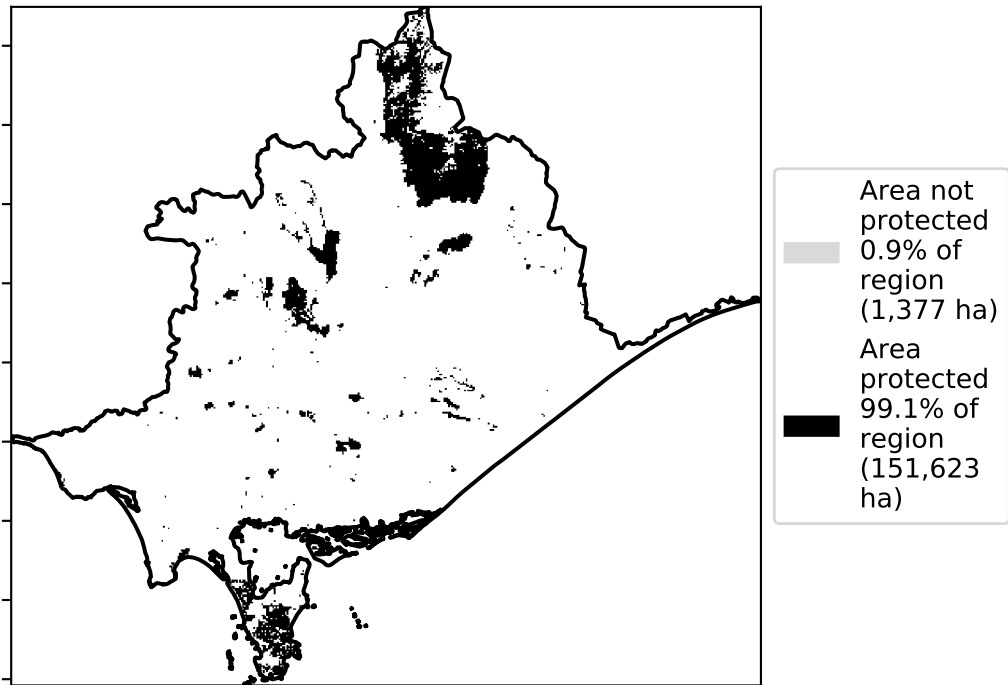 Area not
protected
0.9% of
region
(1,377 ha)
Area
protected
99.1% of
region
(151,623
ha)